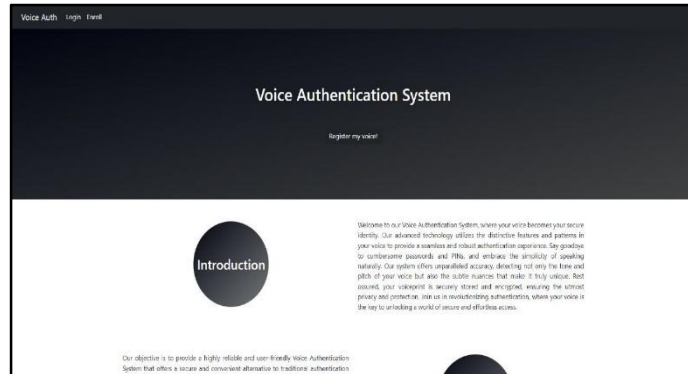 Voice Auth Login Enroll
Voice Authentication System
Register my voice!
Introduction
Welcome to our Voice Authentication System, where your voice becomes your secure
identity. Our advanced technology utilizes the distinctive features and patterns in
your voice to provide a seamless and robust authentication experience. Say goodbye
to cumbersome passwords and PINs, and embrace the simplicity of speaking
naturally. Our system offers unparalleled accuracy, detecting not only the tone and
pitch of your voice but also the subtle nuances that make it truly unique. Rest
assured, your voiceprint is securely stored and encrypted, ensuring the utmost
privacy and protection. Join us in revolutionizing authentication, where your voice is
the key to unlocking a world of secure and effortless access.
Our objective is to provide a highly reliable and user-friendly Voice Authentication
System that offers a secure and convenient alternative to traditional authentication